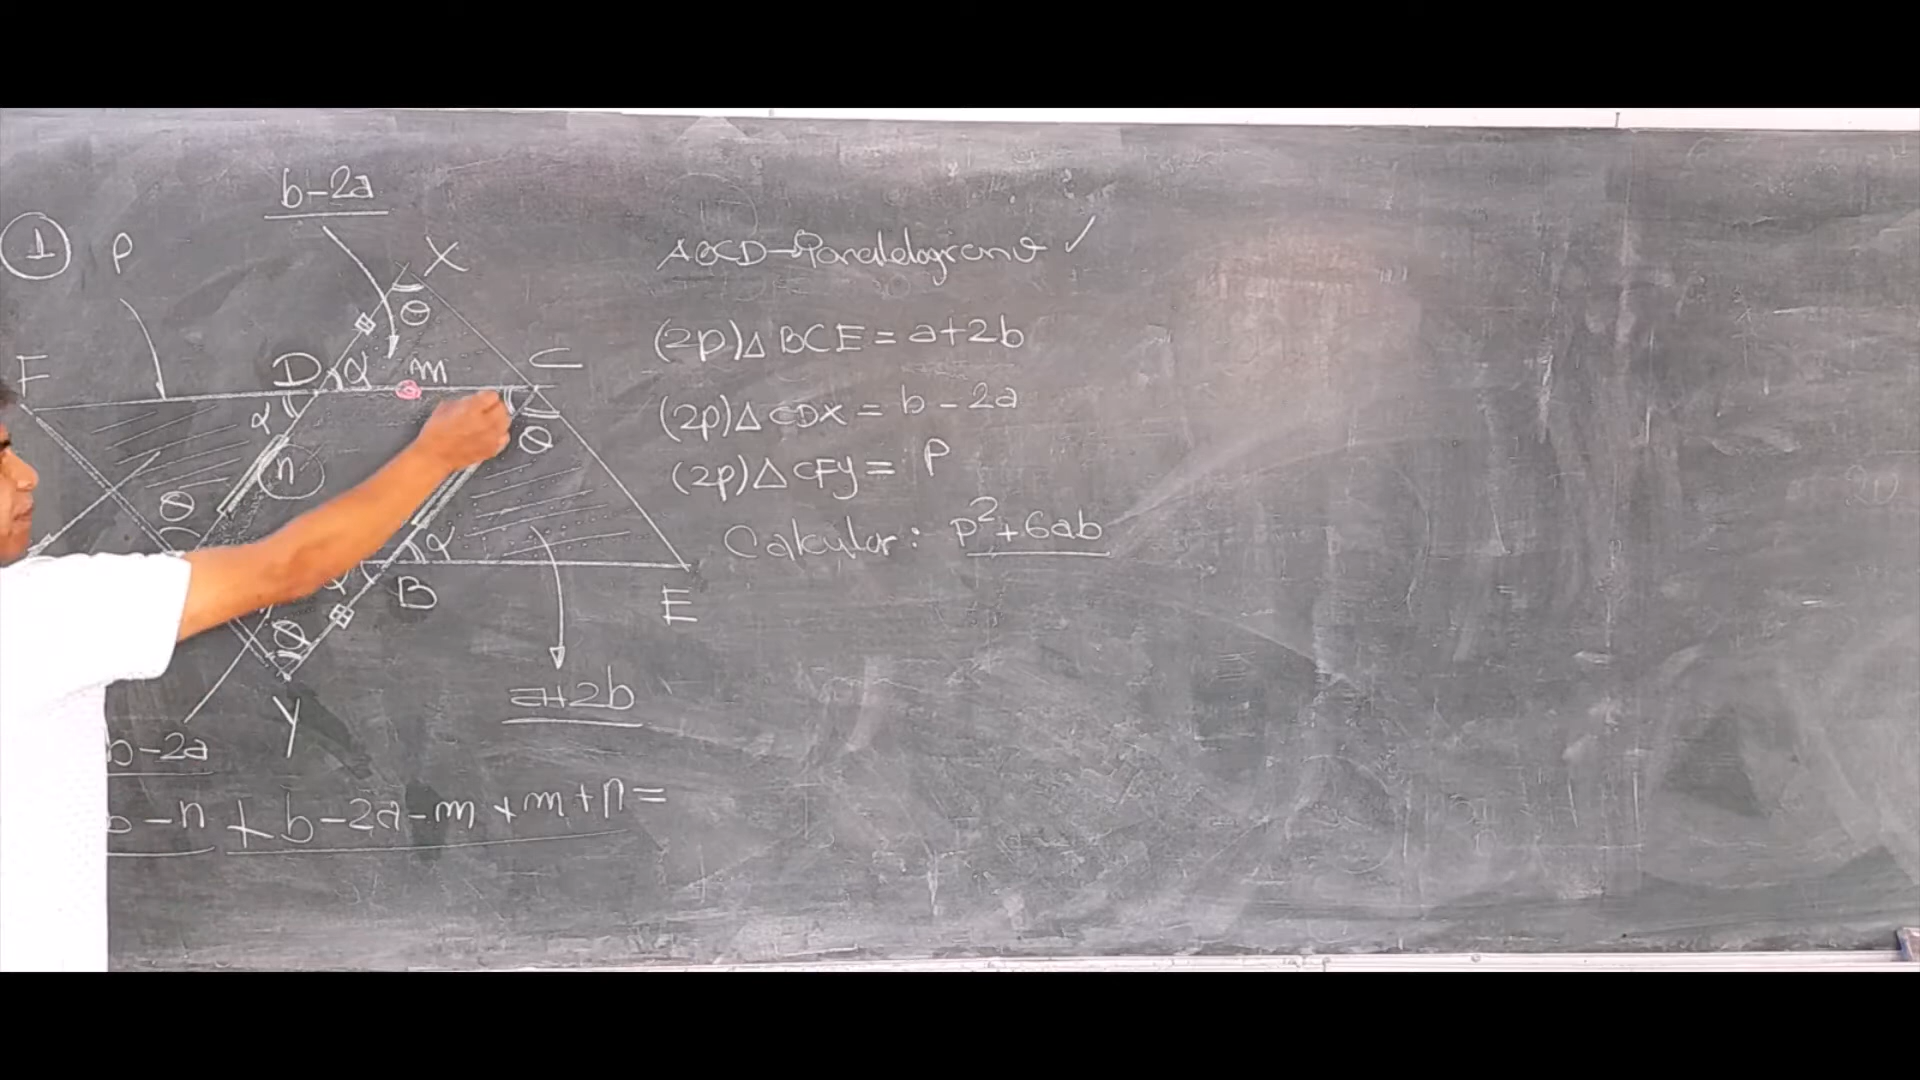 b-2a
1
P
X
θ
F
D
α
m
C
α
n
θ
θ
α
α
B
E
θ
Y
a+2b
b-2a
b-n + b-2a-m + m+n =
ABCD→Paralelogramo ✓
(2p)△ BCE = a+2b
(2p)△ CDX = b-2a
(2p)△ CFY = P
Calcular: p²+6ab